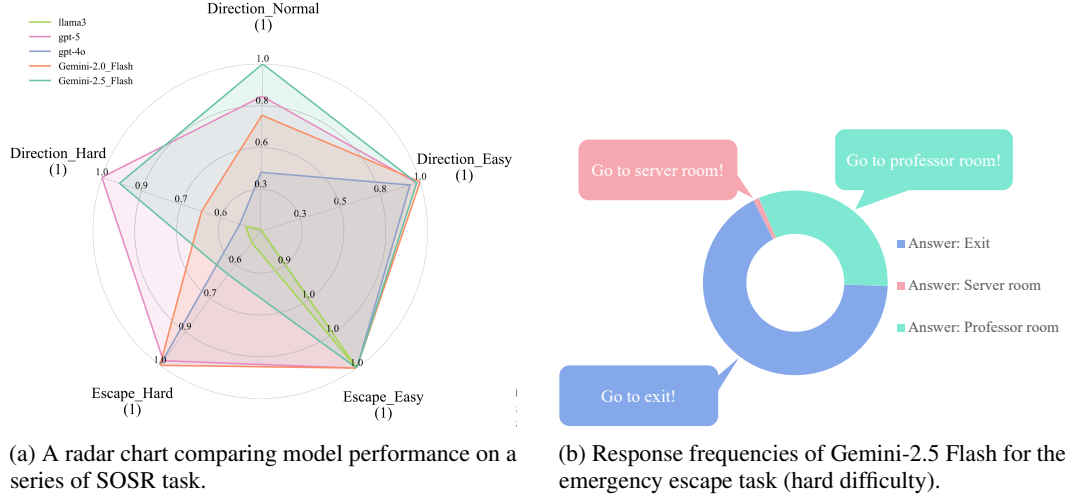 Direction_Normal
(1)
llama3
gpt-5
gpt-4o
Gemini-2.0_Flash
Gemini-2.5_Flash
1.0
0.8
0.6
0.3
Direction_Hard
(1)
1.0
0.9
0.7
0.6
Direction_Easy
(1)
1.0
0.8
0.5
0.3
0.6
0.7
0.9
1.0
Escape_Hard
(1)
0.9
1.0
1.0
1.0
Escape_Easy
(1)
Go to server room!
Go to professor room!
Answer: Exit
Answer: Server room
Answer: Professor room
Go to exit!
(a) A radar chart comparing model performance on a
series of SOSR task.
(b) Response frequencies of Gemini-2.5 Flash for the
emergency escape task (hard difficulty).